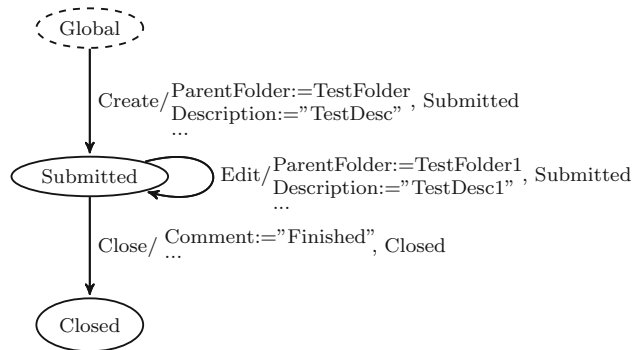 Global
Create/ParentFolder:=TestFolder
Description:="TestDesc", Submitted
...
Submitted
Edit/ParentFolder:=TestFolder1
Description:="TestDesc1", Submitted
...
Close/ Comment:="Finished", Closed
...
Closed